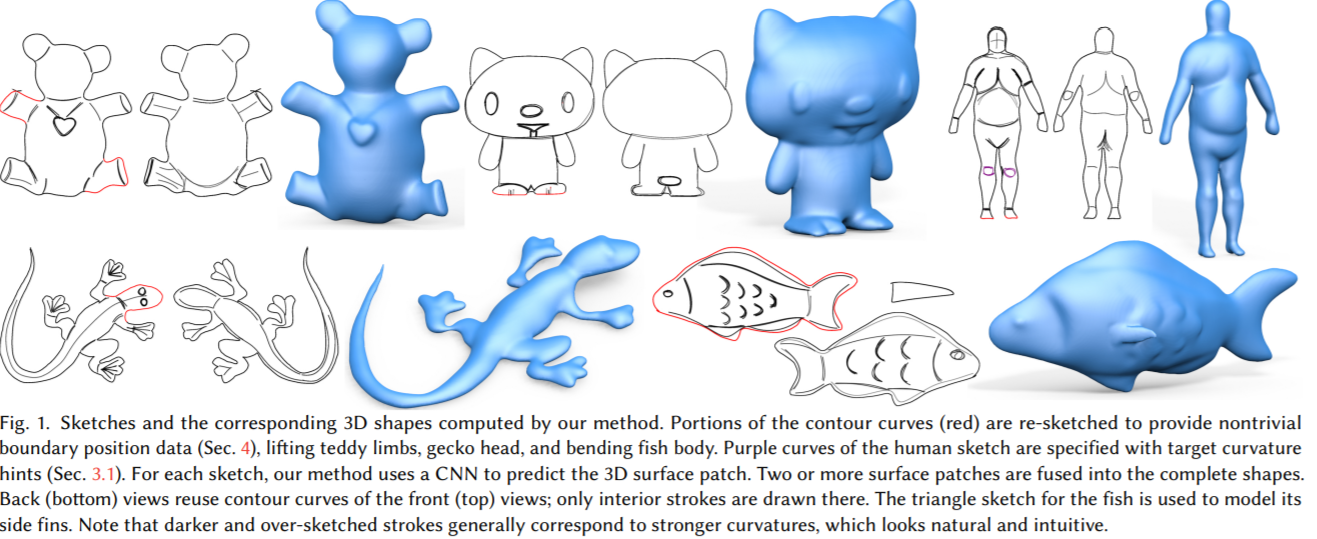 Fig. 1. Sketches and the corresponding 3D shapes computed by our method. Portions of the contour curves (red) are re-sketched to provide nontrivial
boundary position data (Sec. 4), lifting teddy limbs, gecko head, and bending fish body. Purple curves of the human sketch are specified with target curvature
hints (Sec. 3.1). For each sketch, our method uses a CNN to predict the 3D surface patch. Two or more surface patches are fused into the complete shapes.
Back (bottom) views reuse contour curves of the front (top) views; only interior strokes are drawn there. The triangle sketch for the fish is used to model its
side fins. Note that darker and over-sketched strokes generally correspond to stronger curvatures, which looks natural and intuitive.